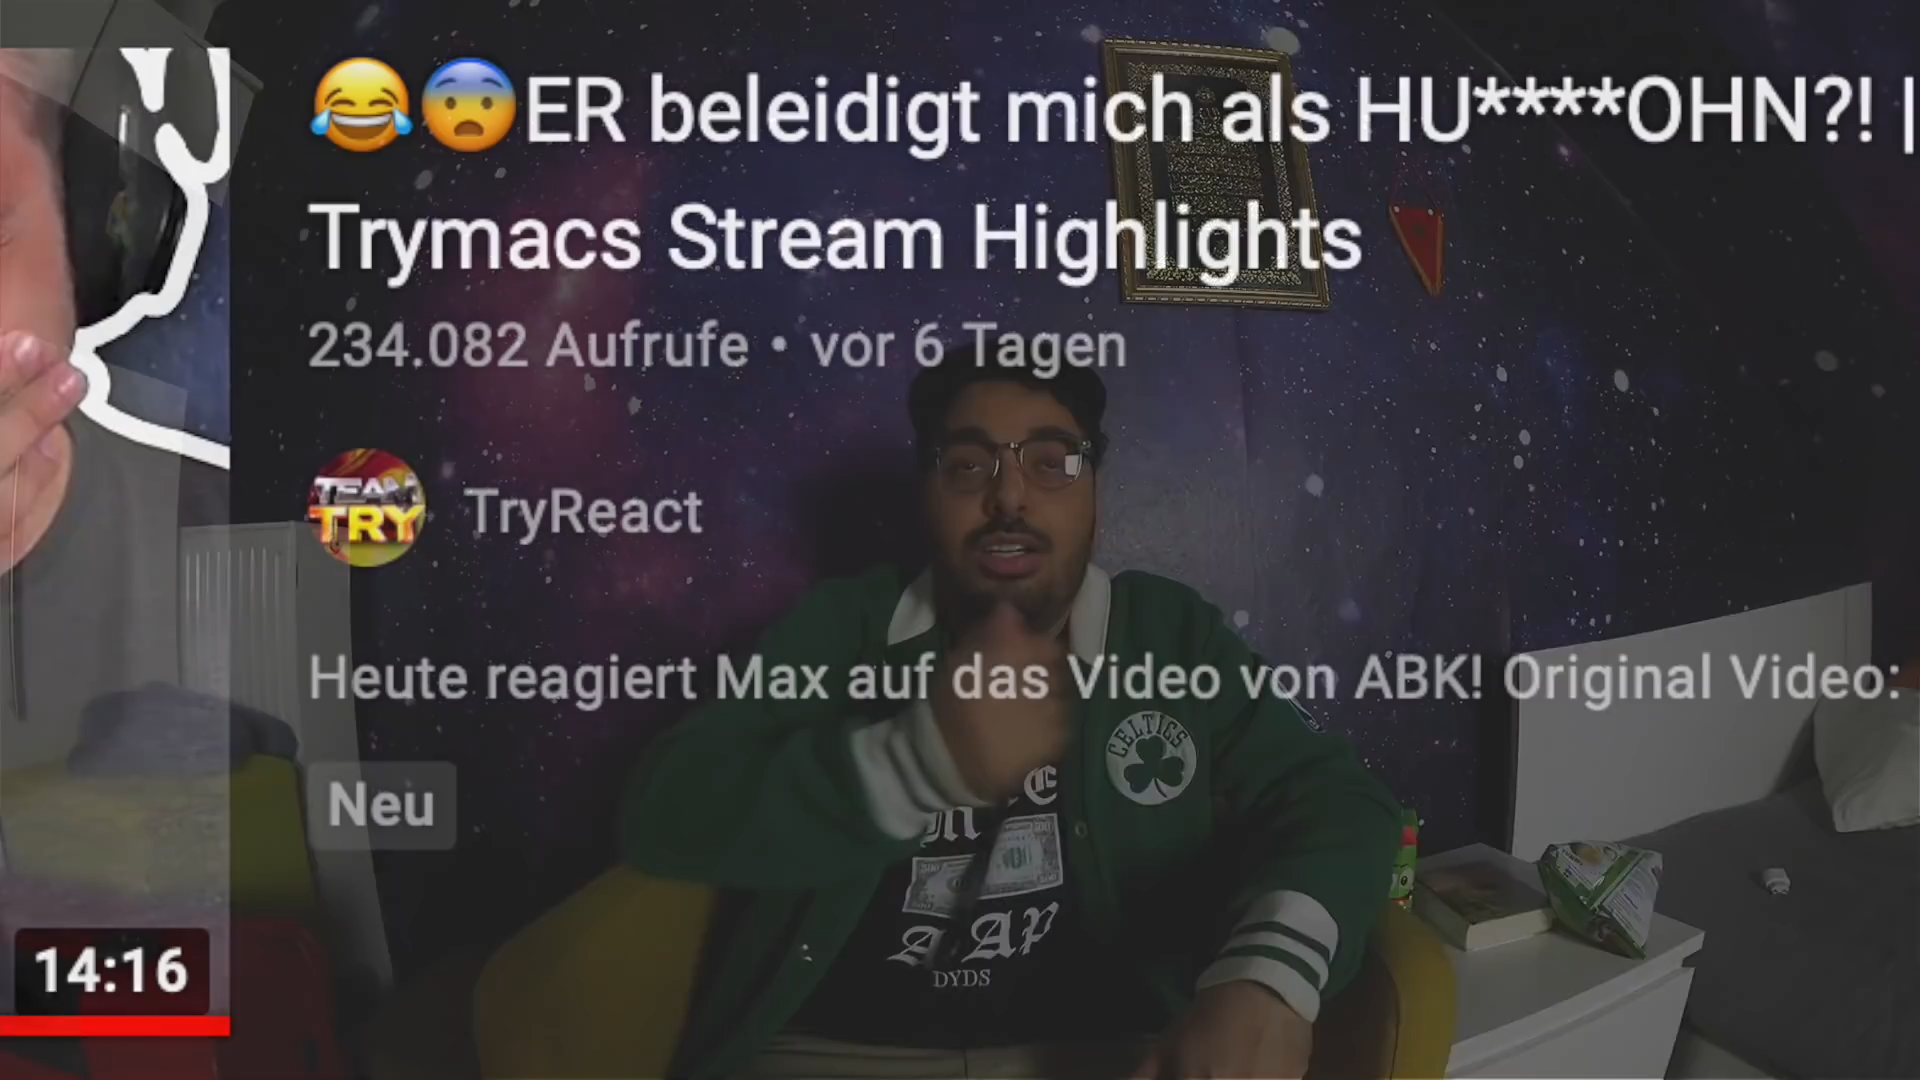 😂😨ER beleidigt mich als HU****OHN?! |
Trymacs Stream Highlights
234.082 Aufrufe • vor 6 Tagen
TEAM
TRY
TryReact
Heute reagiert Max auf das Video von ABK! Original Video:
Neu
14:16
CELTICS
DYDS